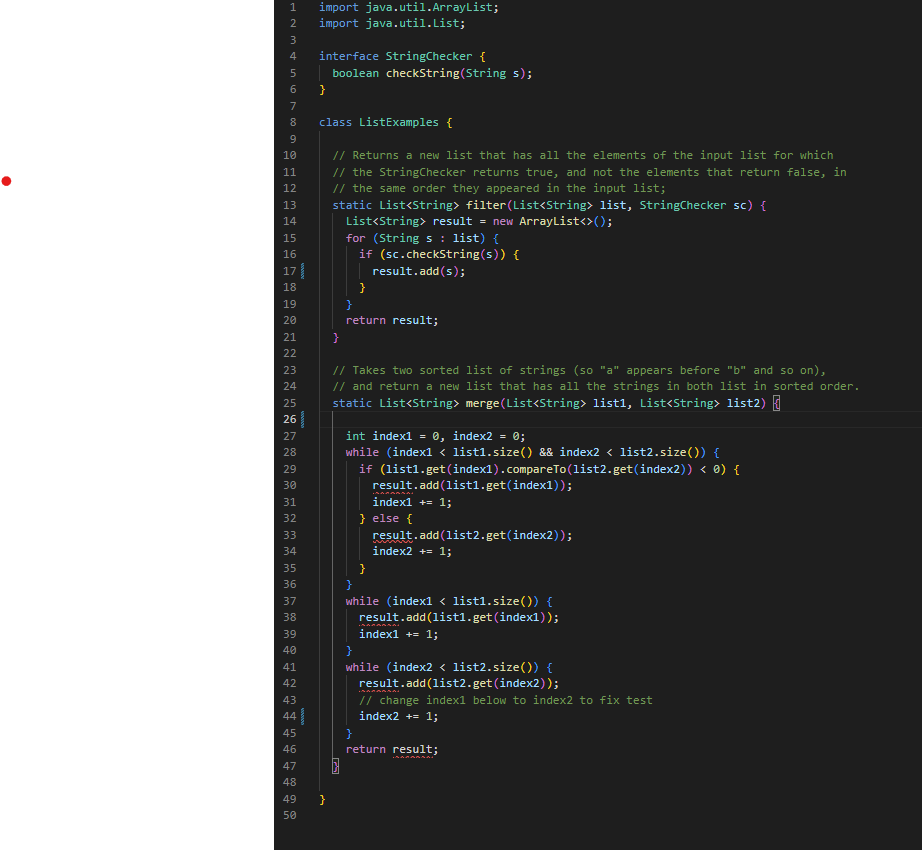 1 import java.util.ArrayList;
2 import java.util.List;
3
4 interface StringChecker {
5 boolean checkString(String s);
6 }
7
8 class ListExamples {
9
10 // Returns a new list that has all the elements of the input list for which
11 // the StringChecker returns true, and not the elements that return false, in
12 // the same order they appeared in the input list;
13 static List<String> filter(List<String> list, StringChecker sc) {
14 List<String> result = new ArrayList<>();
15 for (String s : list) {
16 if (sc.checkString(s)) {
17 result.add(s);
18 }
19 }
20 return result;
21 }
22
23 // Takes two sorted list of strings (so "a" appears before "b" and so on),
24 // and return a new list that has all the strings in both list in sorted order.
25 static List<String> merge(List<String> list1, List<String> list2) {
26
27 int index1 = 0, index2 = 0;
28 while (index1 < list1.size() && index2 < list2.size()) {
29 if (list1.get(index1).compareTo(list2.get(index2)) < 0) {
30 result.add(list1.get(index1));
31 index1 += 1;
32 } else {
33 result.add(list2.get(index2));
34 index2 += 1;
35 }
36 }
37 while (index1 < list1.size()) {
38 result.add(list1.get(index1));
39 index1 += 1;
40 }
41 while (index2 < list2.size()) {
42 result.add(list2.get(index2));
43 // change index1 below to index2 to fix test
44 index2 += 1;
45 }
46 return result;
47 }
48
49 }
50